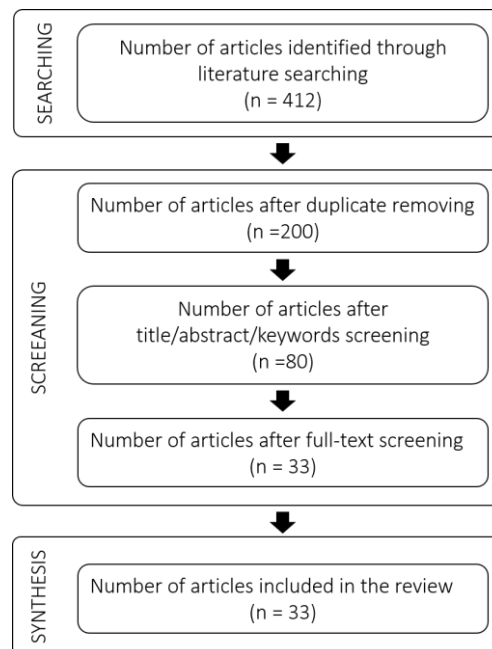 SEARCHING
Number of articles identified through
literature searching
(n = 412)
SCREEANING
Number of articles after duplicate removing
(n =200)
Number of articles after
title/abstract/keywords screening
(n =80)
Number of articles after full-text screening
(n = 33)
SYNTHESIS
Number of articles included in the review
(n = 33)